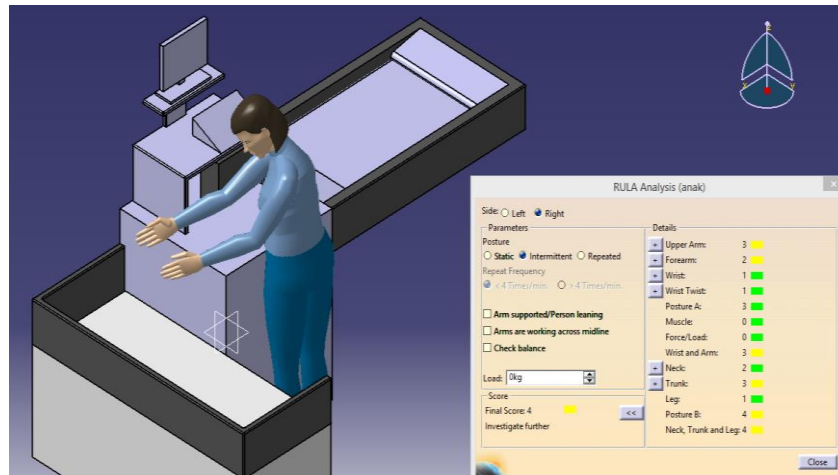 RULA Analysis (anak)
x
Side: Left Right
Parameters
Posture
Static Intermittent Repeated
Repeat Frequency
< 4 Times/min. > 4 Times/min.
Arm supported/Person leaning
Arms are working across midline
Check balance
Load: 0kg
Score
Final Score: 4
<<
Investigate further
Details
+ Upper Arm: 3
+ Forearm: 2
+ Wrist: 1
+ Wrist Twist: 1
Posture A: 3
Muscle: 0
Force/Load: 0
Wrist and Arm: 3
+ Neck: 2
+ Trunk: 3
Leg: 1
Posture B: 4
Neck, Trunk and Leg: 4
Close